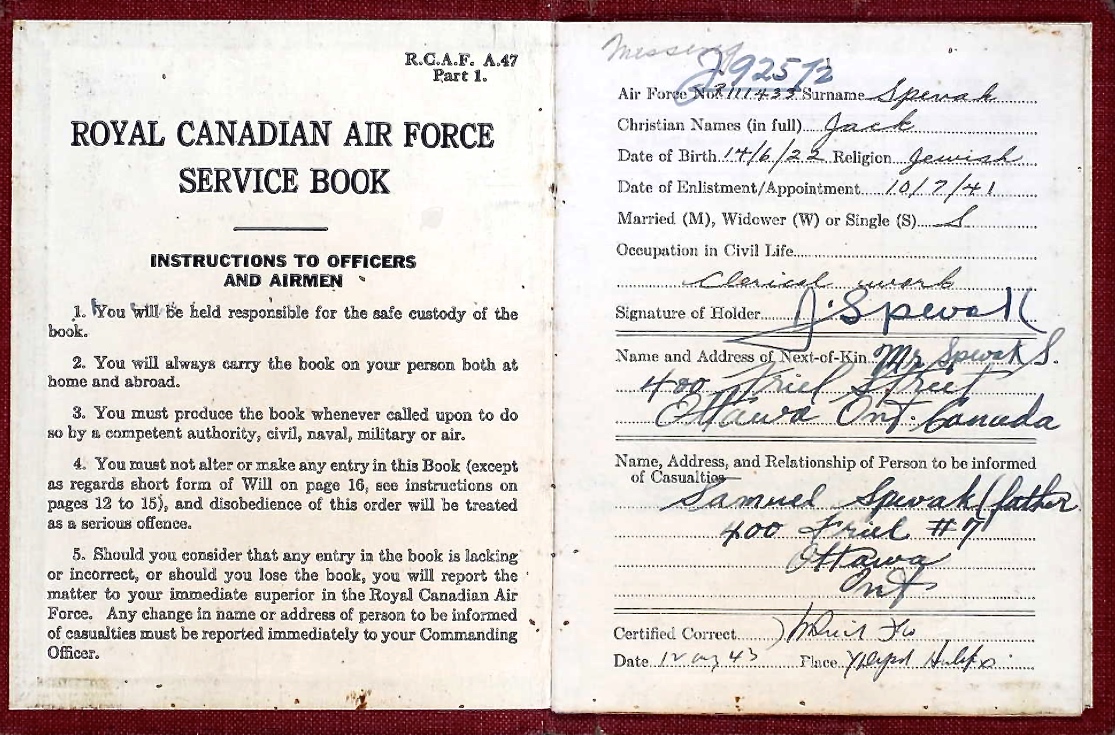 R.C.A.F. A.47
Part 1.
ROYAL CANADIAN AIR FORCE
SERVICE BOOK
INSTRUCTIONS TO OFFICERS
AND AIRMEN
1. You will be held responsible for the safe custody of the
book.
2. You will always carry the book on your person both at
home and abroad.
3. You must produce the book whenever called upon to do
so by a competent authority, civil, naval, military or air.
4. You must not alter or make any entry in this Book (except
as regards short form of Will on page 16, see instructions on
pages 12 to 15), and disobedience of this order will be treated
as a serious offence.
5. Should you consider that any entry in the book is lacking
or incorrect, or should you lose the book, you will report the
matter to your immediate superior in the Royal Canadian Air
Force. Any change in name or address of person to be informed
of casualties must be reported immediately to your Commanding
Officer.
J92572
Air Force No. Surname Spevak
Christian Names (in full) Jack
Date of Birth 14/6/22 Religion Jewish
Date of Enlistment/Appointment 10/7/41
Married (M), Widower (W) or Single (S) S
Occupation in Civil Life
Clerical work
Signature of Holder J. Spevak
Name and Address of Next-of-Kin Mr Spevak S.
400 Friel Street
Ottawa Ont. Canada
Name, Address, and Relationship of Person to be informed
of Casualties
Samuel Spevak (father
400 Friel #7
Ottawa
Ont
Certified Correct
Date 12 43 Place Halifax